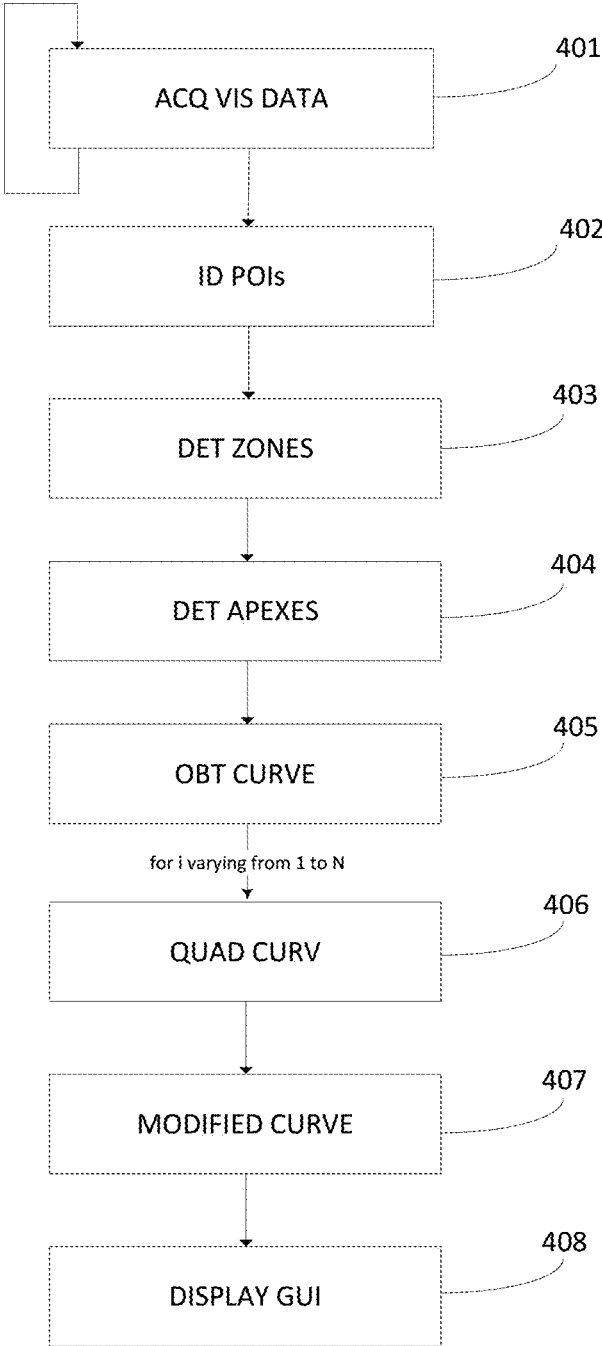 401
ACQ VIS DATA
402
ID POIs
403
DET ZONES
404
DET APEXES
405
OBT CURVE
for i varying from 1 to N
406
QUAD CURV
407
MODIFIED CURVE
408
DISPLAY GUI